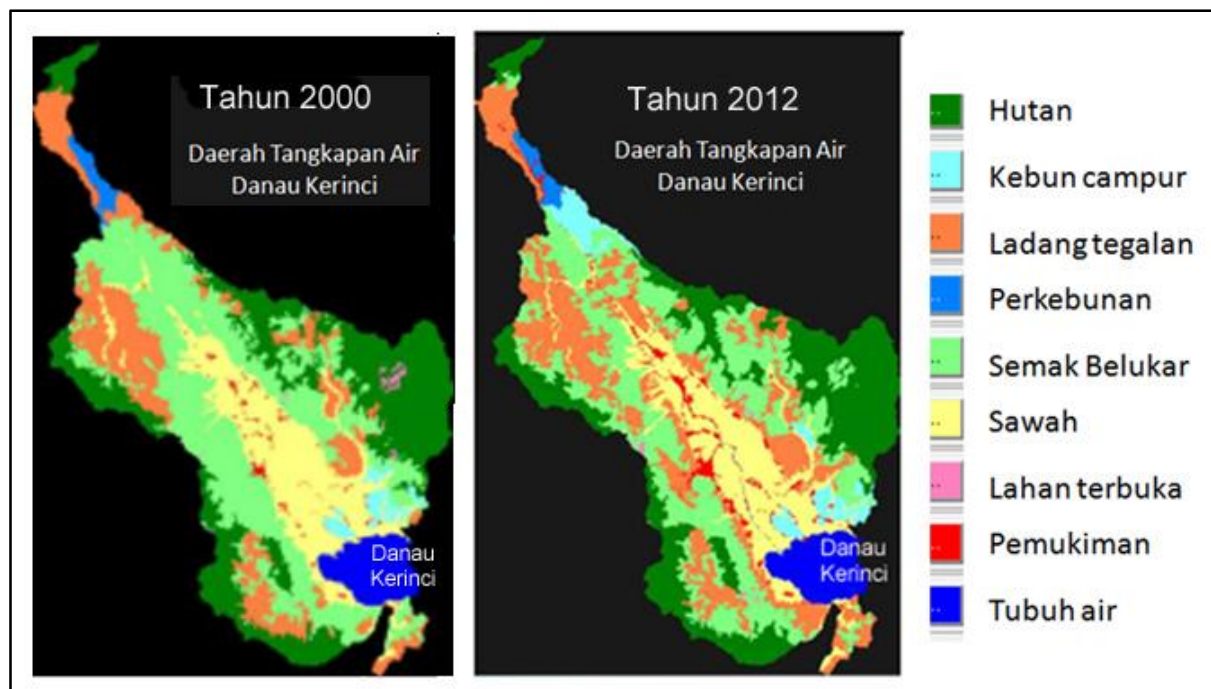 Tahun 2000
Daerah Tangkapan Air
Danau Kerinci
Danau
Kerinci
Tahun 2012
Daerah Tangkapan Air
Danau Kerinci
Danau
Kerinci
Hutan
Kebun campur
Ladang tegalan
Perkebunan
Semak Belukar
Sawah
Lahan terbuka
Pemukiman
Tubuh air